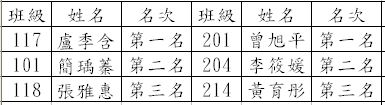 班級 姓名 名次 班級 姓名 名次
117 盧季含 第一名 201 曾旭平 第一名
101 簡瑀蓁 第二名 204 李筱媛 第二名
118 張雅惠 第三名 214 黃育彤 第三名